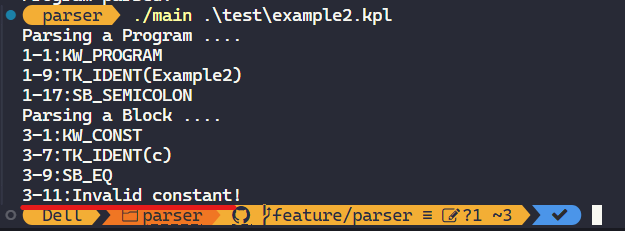 parser ./main .\test\example2.kpl
Parsing a Program ....
1-1:KW_PROGRAM
1-9:TK_IDENT(Example2)
1-17:SB_SEMICOLON
Parsing a Block ....
3-1:KW_CONST
3-7:TK_IDENT(c)
3-9:SB_EQ
3-11:Invalid constant!
Dell parser feature/parser ≡ ?1 ~3